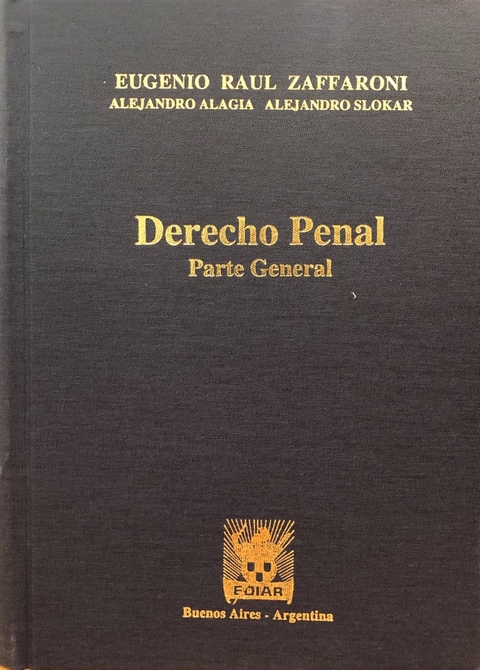 EUGENIO RAUL ZAFFARONI
ALEJANDRO ALAGIA ALEJANDRO SLOKAR
Derecho Penal
Parte General
EDIAR
Buenos Aires - Argentina